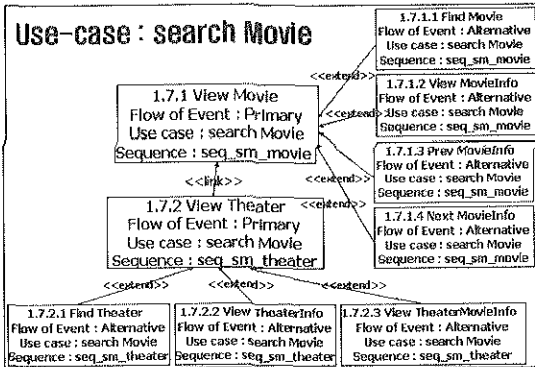 Use-case : search Movie
1.7.1.1 Find Movie
Flow of Event : Alternative
Use case : search Movie
Sequence : seq_sm_movie
<<extend>>
1.7.1.2 View MovieInfo
Flow of Event : Alternative
Use case : search Movie
Sequence : seq_sm_movie
<<extend>>
1.7.1 View Movie
Flow of Event : Primary
Use case : search Movie
Sequence : seq_sm_movie
1.7.1.3 Prev MovieInfo
Flow of Event : Alternative
Use case : search Movie
Sequence : seq_sm_movie
<<extend>>
<<link>>
1.7.1.4 Next MovieInfo
Flow of Event : Alternative
Use case : search Movie
Sequence : seq_sm_movie
<<extend>>
1.7.2 View Theater
Flow of Event : Primary
Use case : search Movie
Sequence : seq_sm_theater
<<extend>>
<<extend>>
<<extend>>
1.7.2.1 Find Theater
Flow of Event : Alternative
Use case : search Movie
Sequence : seq_sm_theater
1.7.2.2 View TheaterInfo
Flow of Event : Alternative
Use case : search Movie
Sequence : seq_sm_theater
1.7.2.3 View TheaterMovieInfo
Flow of Event : Alternative
Use case : search Movie
Sequence : seq_sm_theater